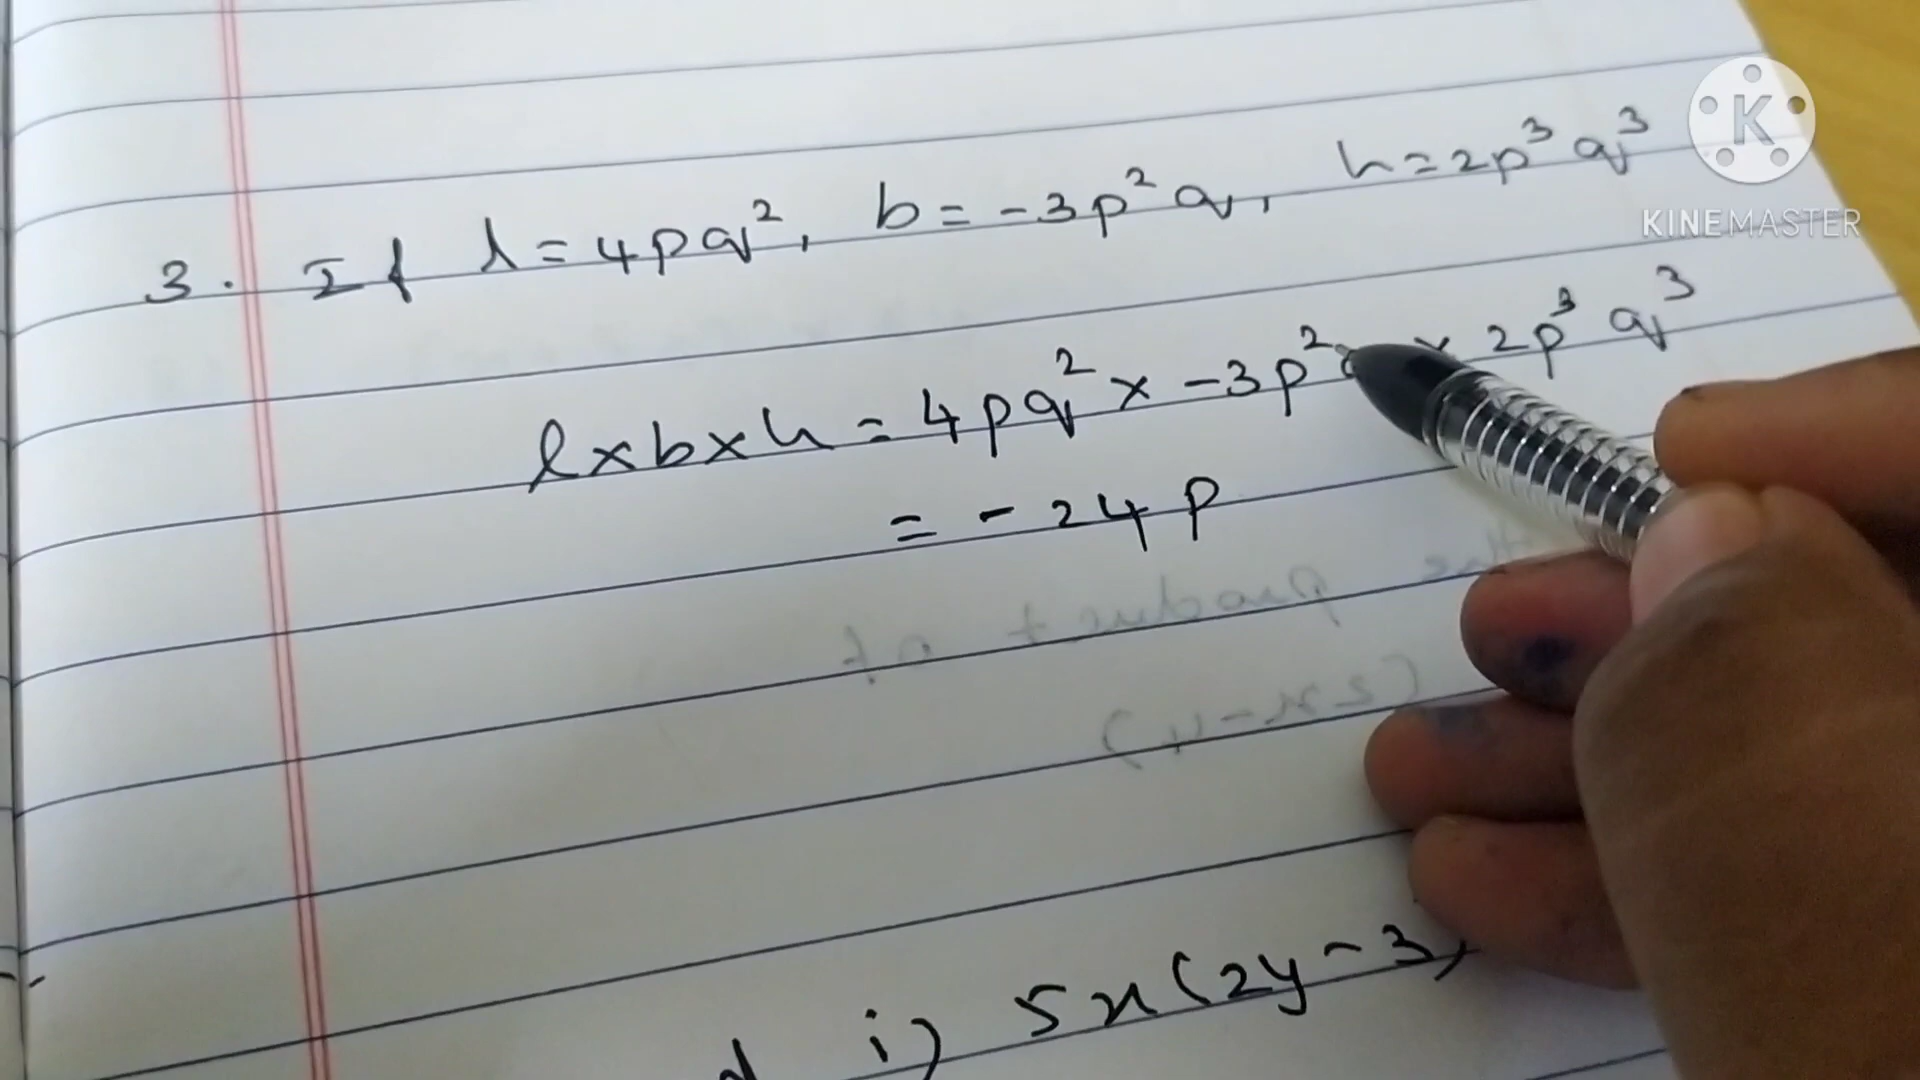 3. If l = 4pq², b = -3p²q, h = 2p³q³
l×b×h = 4pq² × -3p² × 2p³q³
= -24p
i) 5x(2y-3)
K
KINEMASTER